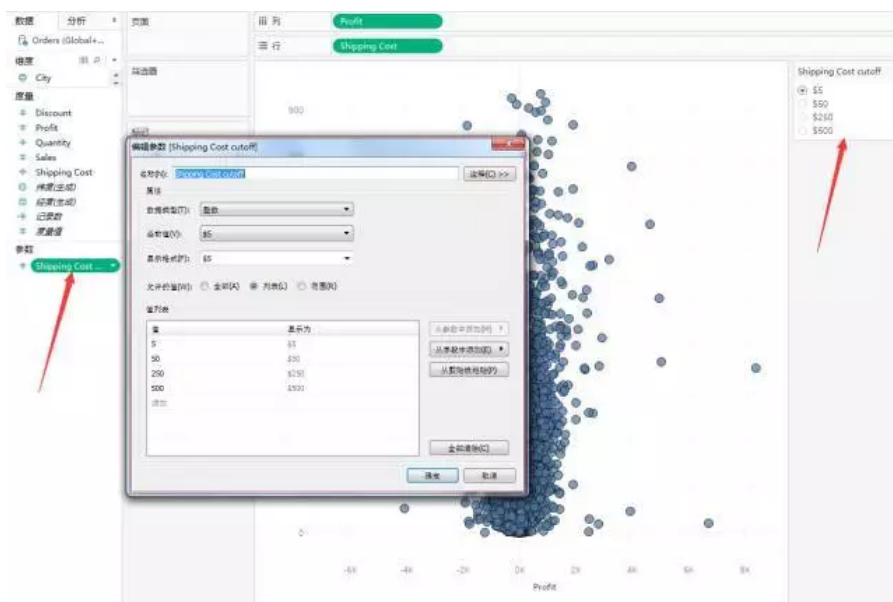 数据 分析 页面 列 Profit
Orders (Global+...
行 Shipping Cost
维度
筛选器
City
度量
Discount
Profit
Quantity
Sales
Shipping Cost
纬度(生成)
经度(生成)
记录数
度量值
参数
Shipping Cost ...
标记
编辑参数 [Shipping Cost cutoff]
名称(N): Shipping Cost cutoff 注释(C) >>
属性
数据类型(T): 整数
当前值(V): $5
显示格式(F): $5
允许的值(W): 全部(A) 列表(L) 范围(R)
值列表
值 显示为
5 $5
50 $50
250 $250
500 $500
添加
从参数中添加(M)
从字段中添加(E)
从剪贴板粘贴(P)
全部清除(C)
确定 取消
Shipping Cost cutoff
$5
$50
$250
$500
900
0
-6K -4K -2K 0K 2K 4K 6K 8K
Profit